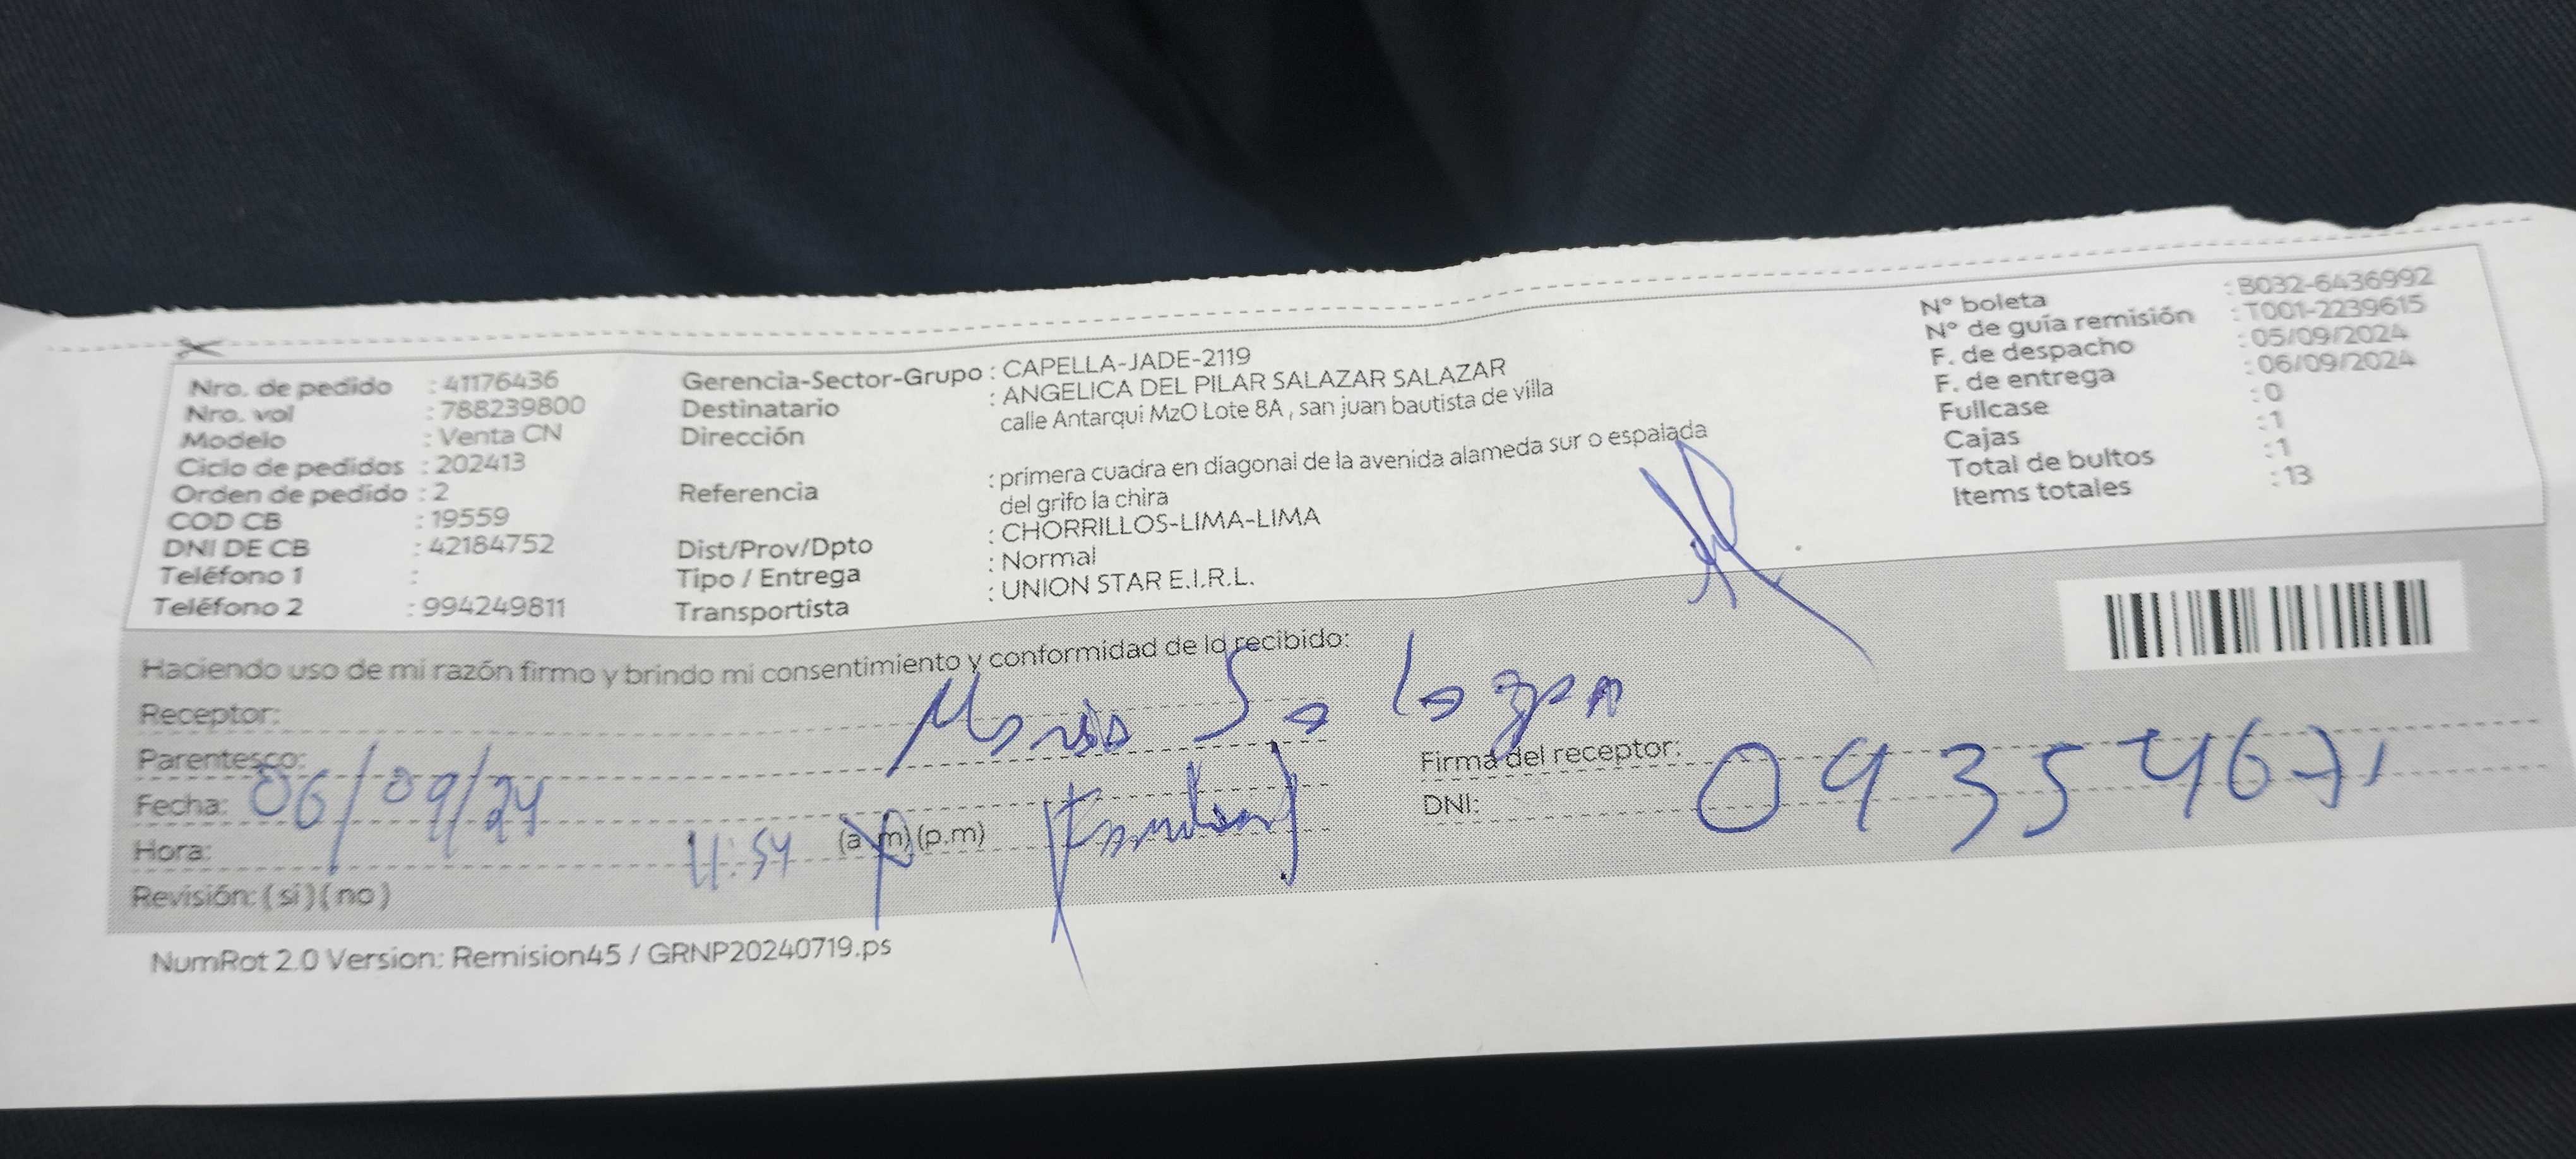 Nro. de pedido : 41176436
Nro. vol : 788239800
Modelo : Venta CN
Ciclo de pedidos : 202413
Orden de pedido : 2
COD CB : 19559
DNI DE CB : 42184752
Teléfono 1 :
Teléfono 2 : 994249811
Gerencia-Sector-Grupo : CAPELLA-JADE-2119
Destinatario : ANGELICA DEL PILAR SALAZAR SALAZAR
Dirección calle Antarqui MzO Lote 8A , san juan bautista de villa
Referencia : primera cuadra en diagonal de la avenida alameda sur o espalada
del grifo la chira
Dist/Prov/Dpto : CHORRILLOS-LIMA-LIMA
Tipo / Entrega : Normal
Transportista : UNION STAR E.I.R.L.
N° boleta : B032-6436992
N° de guía remisión : T001-2239615
F. de despacho : 05/09/2024
F. de entrega : 06/09/2024
Fullcase : 0
Cajas : 1
Total de bultos : 1
Items totales : 13
Haciendo uso de mi razón firmo y brindo mi consentimiento y conformidad de lo recibido:
Receptor: Salazar
Parentesco:
Fecha: 06/09/24
Hora: 11:54 (a.m)(p.m)
Revisión: ( si ) ( no )
Firma del receptor:
DNI:
NumRot 2.0 Version: Remision45 / GRNP20240719.ps